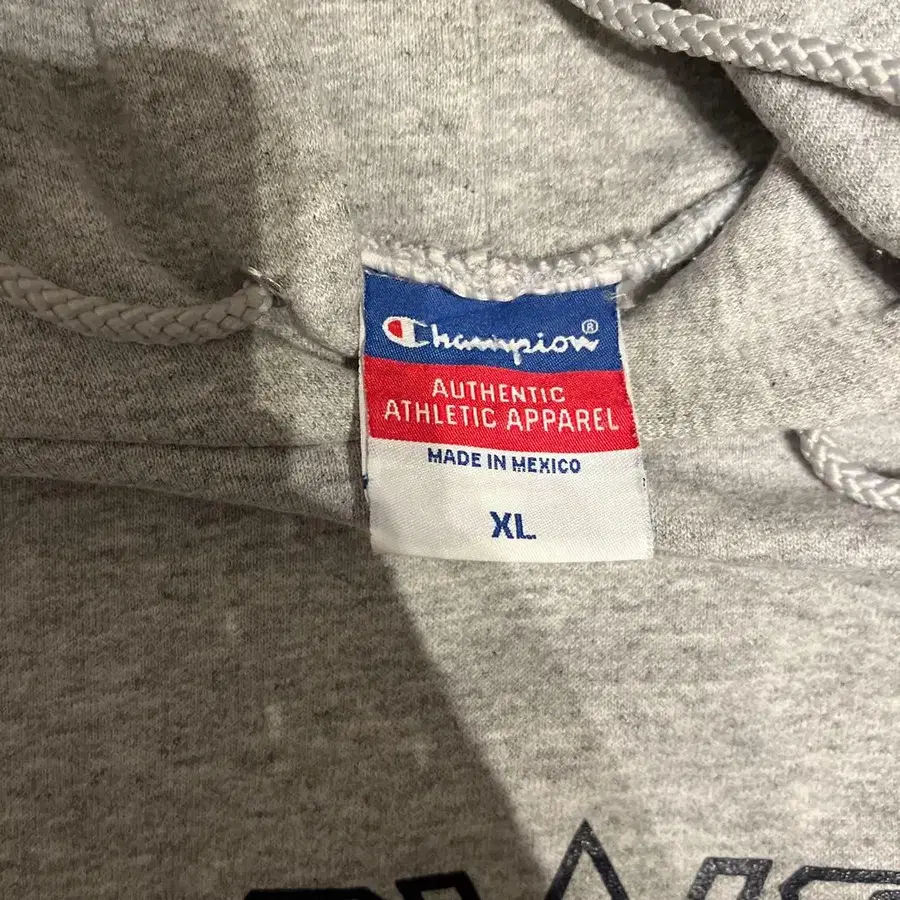 Champion®
AUTHENTIC
ATHLETIC APPAREL
MADE IN MEXICO
XL